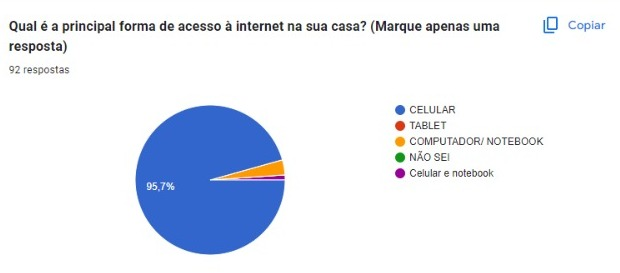 Qual é a principal forma de acesso à internet na sua casa? (Marque apenas uma
resposta)
Copiar
92 respostas
95,7%
CELULAR
TABLET
COMPUTADOR/ NOTEBOOK
NÃO SEI
Celular e notebook